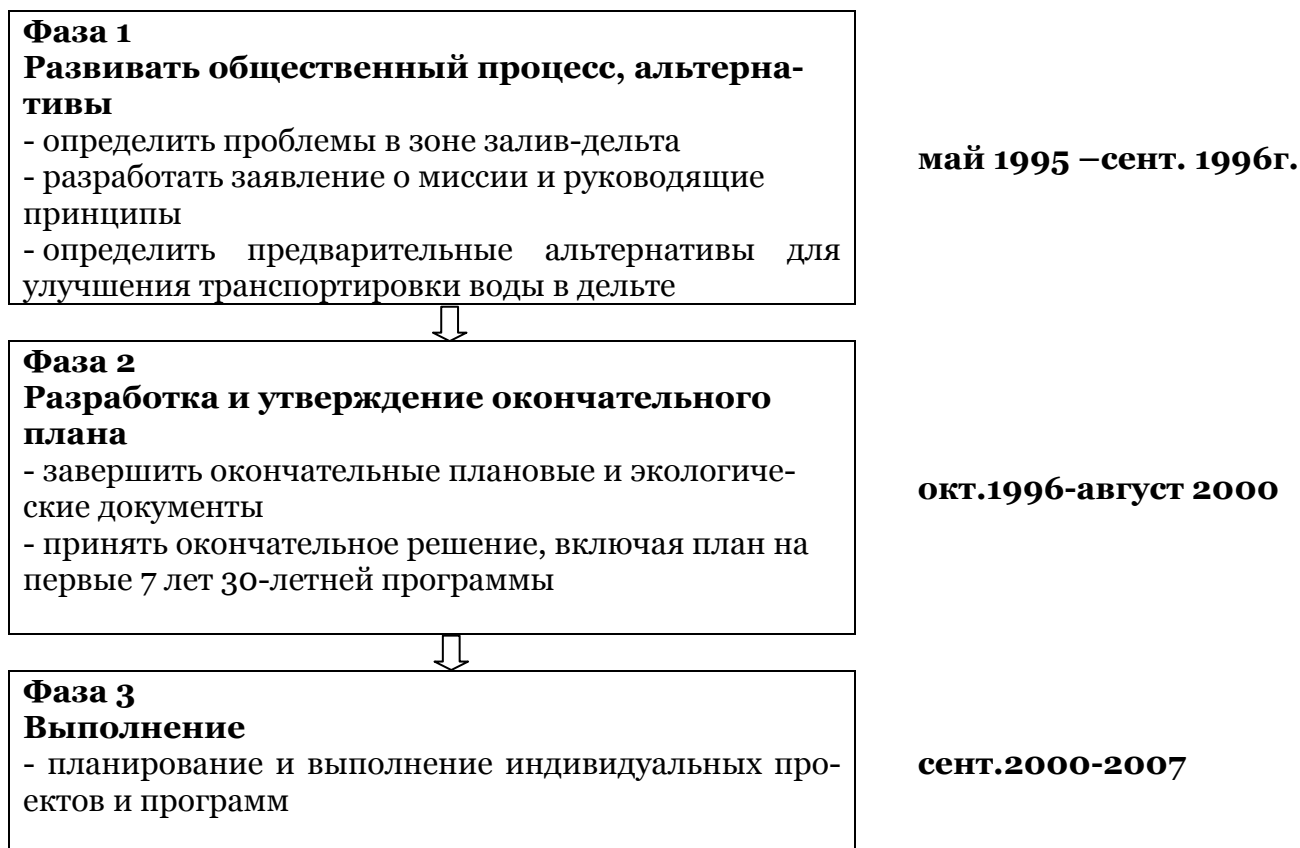 Фаза 1
Развивать общественный процесс, альтерна-
тивы
- определить проблемы в зоне залив-дельта
- разработать заявление о миссии и руководящие
принципы
- определить предварительные альтернативы для
улучшения транспортировки воды в дельте
май 1995 –сент. 1996г.
Фаза 2
Разработка и утверждение окончательного
плана
- завершить окончательные плановые и экологиче-
ские документы
- принять окончательное решение, включая план на
первые 7 лет 30-летней программы
окт.1996-август 2000
Фаза 3
Выполнение
- планирование и выполнение индивидуальных про-
ектов и программ
сент.2000-2007